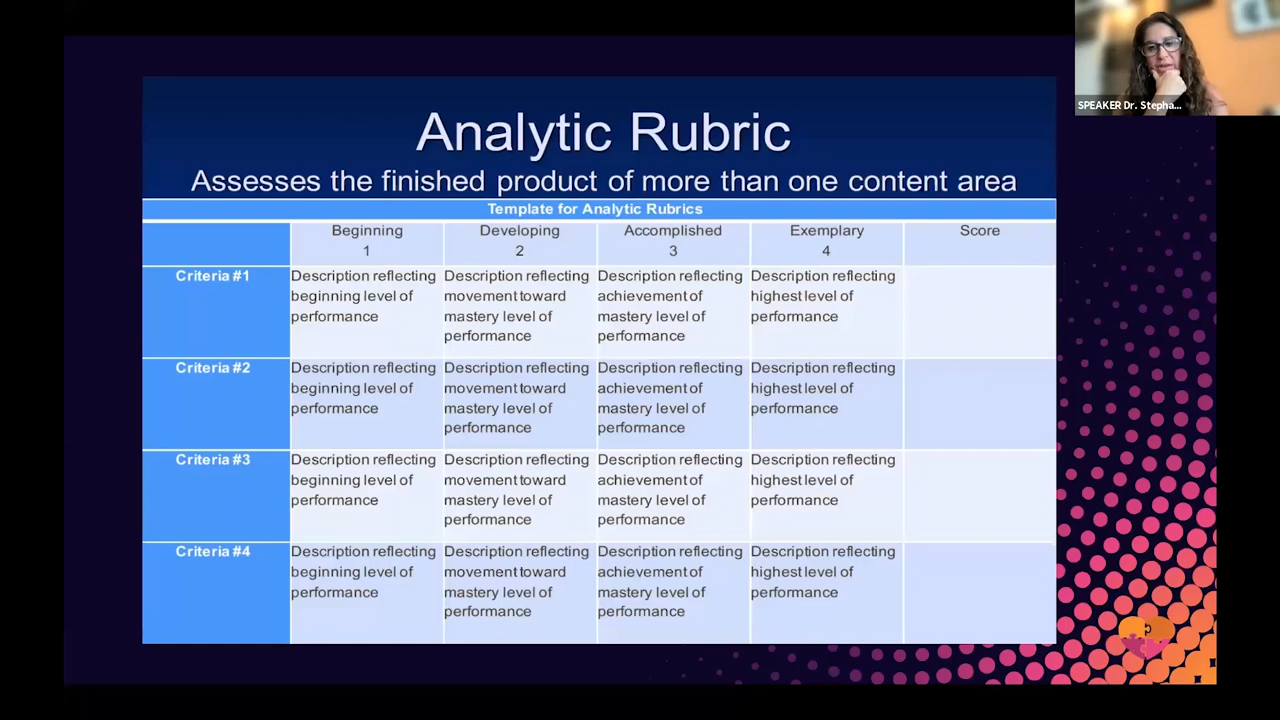 SPEAKER Dr. Stepha...
Analytic Rubric
Assesses the finished product of more than one content area
Template for Analytic Rubrics
Beginning
1
Developing
2
Accomplished
3
Exemplary
4
Score
Criteria #1
Description reflecting
beginning level of
performance
Description reflecting
movement toward
mastery level of
performance
Description reflecting
achievement of
mastery level of
performance
Description reflecting
highest level of
performance
Criteria #2
Description reflecting
beginning level of
performance
Description reflecting
movement toward
mastery level of
performance
Description reflecting
achievement of
mastery level of
performance
Description reflecting
highest level of
performance
Criteria #3
Description reflecting
beginning level of
performance
Description reflecting
movement toward
mastery level of
performance
Description reflecting
achievement of
mastery level of
performance
Description reflecting
highest level of
performance
Criteria #4
Description reflecting
beginning level of
performance
Description reflecting
movement toward
mastery level of
performance
Description reflecting
achievement of
mastery level of
performance
Description reflecting
highest level of
performance